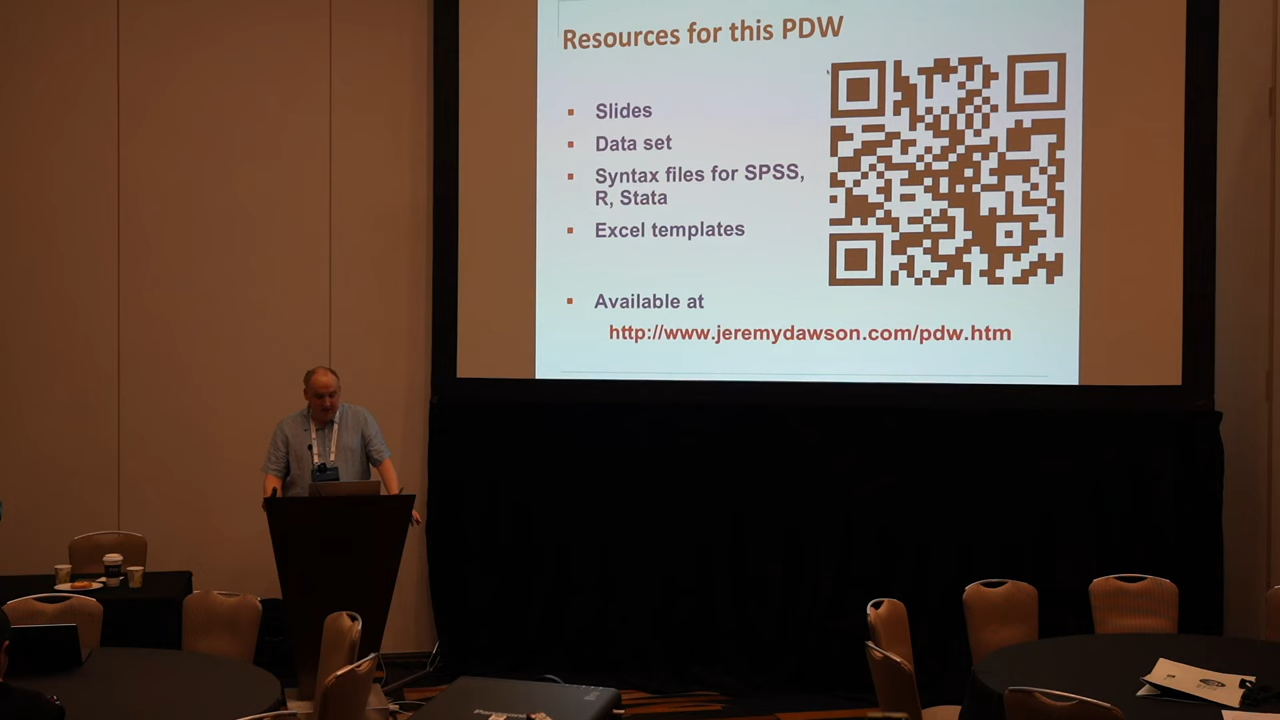 Resources for this PDW
Slides
Data set
Syntax files for SPSS,
R, Stata
Excel templates
Available at
http://www.jeremydawson.com/pdw.htm
Panasonic